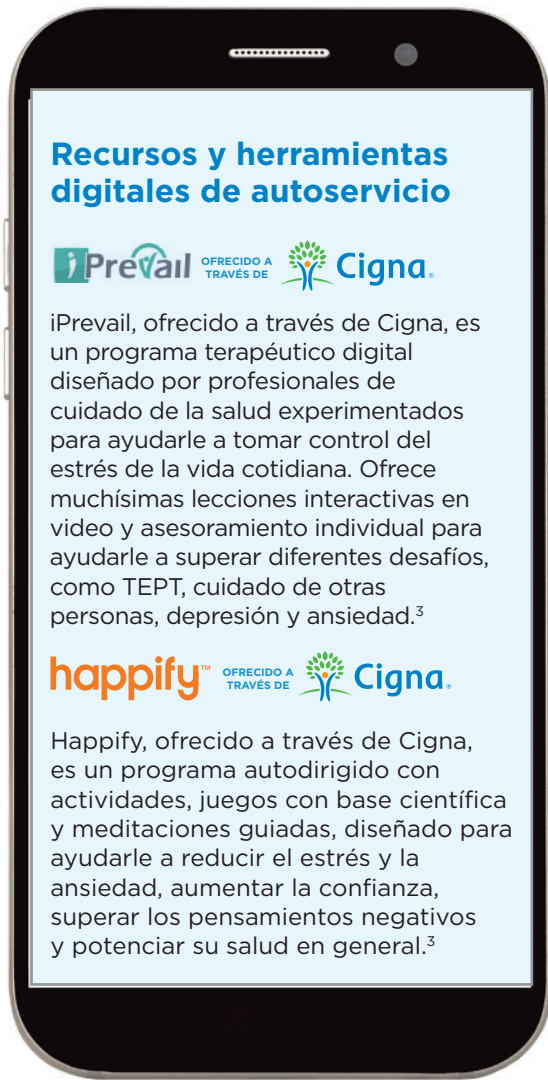 Recursos y herramientas
digitales de autoservicio
iPrevail OFRECIDO A TRAVÉS DE Cigna®
iPrevail, ofrecido a través de Cigna, es
un programa terapéutico digital
diseñado por profesionales de
cuidado de la salud experimentados
para ayudarle a tomar control del
estrés de la vida cotidiana. Ofrece
muchísimas lecciones interactivas en
video y asesoramiento individual para
ayudarle a superar diferentes desafíos,
como TEPT, cuidado de otras
personas, depresión y ansiedad.³
happify™ OFRECIDO A TRAVÉS DE Cigna®
Happify, ofrecido a través de Cigna,
es un programa autodirigido con
actividades, juegos con base científica
y meditaciones guiadas, diseñado para
ayudarle a reducir el estrés y la
ansiedad, aumentar la confianza,
superar los pensamientos negativos
y potenciar su salud en general.³